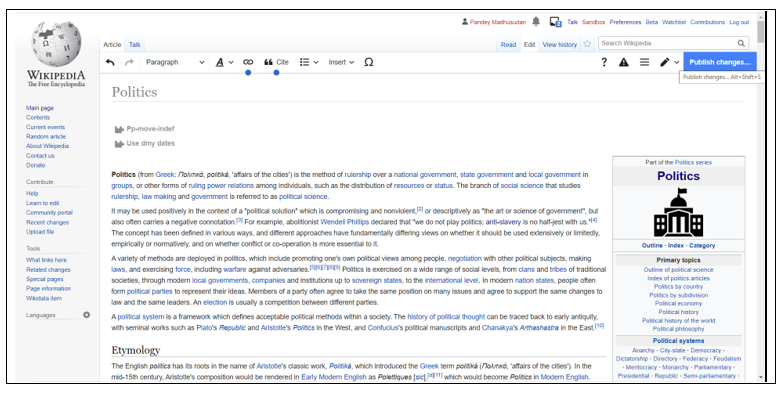 Pandey Madhusudan Talk Sandbox Preferences Beta Watchlist Contributions Log out
Article Talk Read Edit View history Search Wikipedia
Paragraph A Cite Insert Ω ? Publish changes...
Publish changes... Alt+Shift+S
WIKIPEDIA
The Free Encyclopedia
Main page
Contents
Current events
Random article
About Wikipedia
Contact us
Donate
Contribute
Help
Learn to edit
Community portal
Recent changes
Upload file
Tools
What links here
Related changes
Special pages
Page information
Wikidata item
Languages
Politics
Pp-move-indef
Use dmy dates
Politics (from Greek: Πολιτικά, politiká, 'affairs of the cities') is the method of rulership over a national government, state government and local government in
groups, or other forms of ruling power relations among individuals, such as the distribution of resources or status. The branch of social science that studies
rulership, law making and government is referred to as political science.
It may be used positively in the context of a "political solution" which is compromising and nonviolent,[2] or descriptively as "the art or science of government", but
also often carries a negative connotation.[3] For example, abolitionist Wendell Phillips declared that "we do not play politics; anti-slavery is no half-jest with us."[4]
The concept has been defined in various ways, and different approaches have fundamentally differing views on whether it should be used extensively or limitedly,
empirically or normatively, and on whether conflict or co-operation is more essential to it.
A variety of methods are deployed in politics, which include promoting one's own political views among people, negotiation with other political subjects, making
laws, and exercising force, including warfare against adversaries.[5][6][7][8][9] Politics is exercised on a wide range of social levels, from clans and tribes of traditional
societies, through modern local governments, companies and institutions up to sovereign states, to the international level. In modern nation states, people often
form political parties to represent their ideas. Members of a party often agree to take the same position on many issues and agree to support the same changes to
law and the same leaders. An election is usually a competition between different parties.
A political system is a framework which defines acceptable political methods within a society. The history of political thought can be traced back to early antiquity,
with seminal works such as Plato's Republic and Aristotle's Politics in the West, and Confucius's political manuscripts and Chanakya's Arthashastra in the East.[10]
Etymology
The English politics has its roots in the name of Aristotle's classic work, Politiká, which introduced the Greek term politiká (Πολιτικά, 'affairs of the cities'). In the
mid-15th century, Aristotle's composition would be rendered in Early Modern English as Polettiques [sic],[a][11] which would become Politics in Modern English.
Part of the Politics series
Politics
Outline · Index · Category
Primary topics
Outline of political science
Index of politics articles
Politics by country
Politics by subdivision
Political economy
Political history
Political history of the world
Political philosophy
Political systems
Anarchy · City-state · Democracy ·
Dictatorship · Directory · Federacy · Feudalism
· Meritocracy · Monarchy · Parliamentary ·
Presidential · Republic · Semi-parliamentary ·